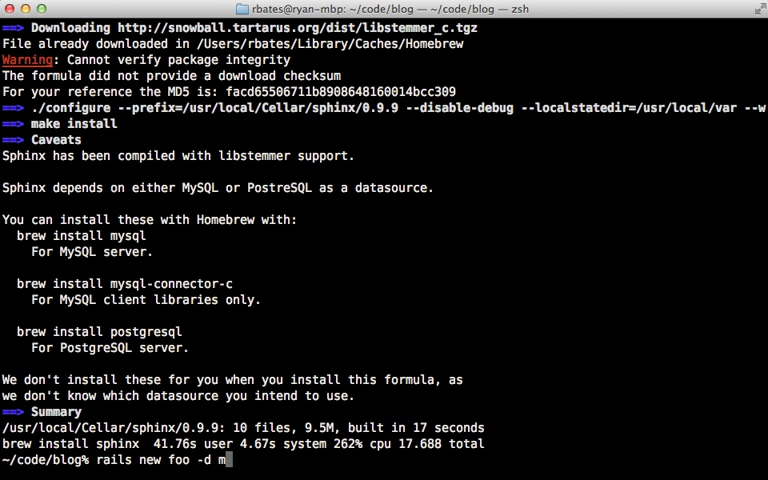 rbates@ryan-mbp: ~/code/blog — ~/code/blog — zsh
==> Downloading http://snowball.tartarus.org/dist/libstemmer_c.tgz
File already downloaded in /Users/rbates/Library/Caches/Homebrew
Warning: Cannot verify package integrity
The formula did not provide a download checksum
For your reference the MD5 is: facd65506711b8908648160014bcc309
==> ./configure --prefix=/usr/local/Cellar/sphinx/0.9.9 --disable-debug --localstatedir=/usr/local/var --w
==> make install
==> Caveats
Sphinx has been compiled with libstemmer support.
Sphinx depends on either MySQL or PostreSQL as a datasource.
You can install these with Homebrew with:
  brew install mysql
    For MySQL server.
  brew install mysql-connector-c
    For MySQL client libraries only.
  brew install postgresql
    For PostgreSQL server.
We don't install these for you when you install this formula, as
we don't know which datasource you intend to use.
==> Summary
/usr/local/Cellar/sphinx/0.9.9: 10 files, 9.5M, built in 17 seconds
brew install sphinx  41.76s user 4.67s system 262% cpu 17.688 total
~/code/blog% rails new foo -d m